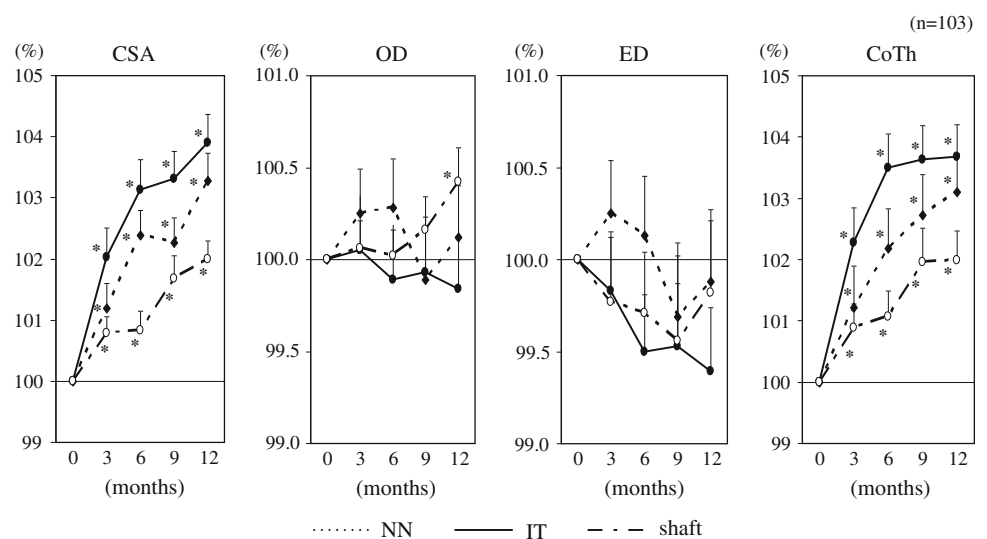 (n=103)
(%) CSA (%) OD (%) ED (%) CoTh
105 101.0 101.0 105
104 104
100.5 100.5
103 103
102 100.0 100.0 102
101 101
99.5 99.5
100 100
99 99.0 99.0 99
0 3 6 9 12 0 3 6 9 12 0 3 6 9 12 0 3 6 9 12
(months) (months) (months) (months)
NN IT shaft